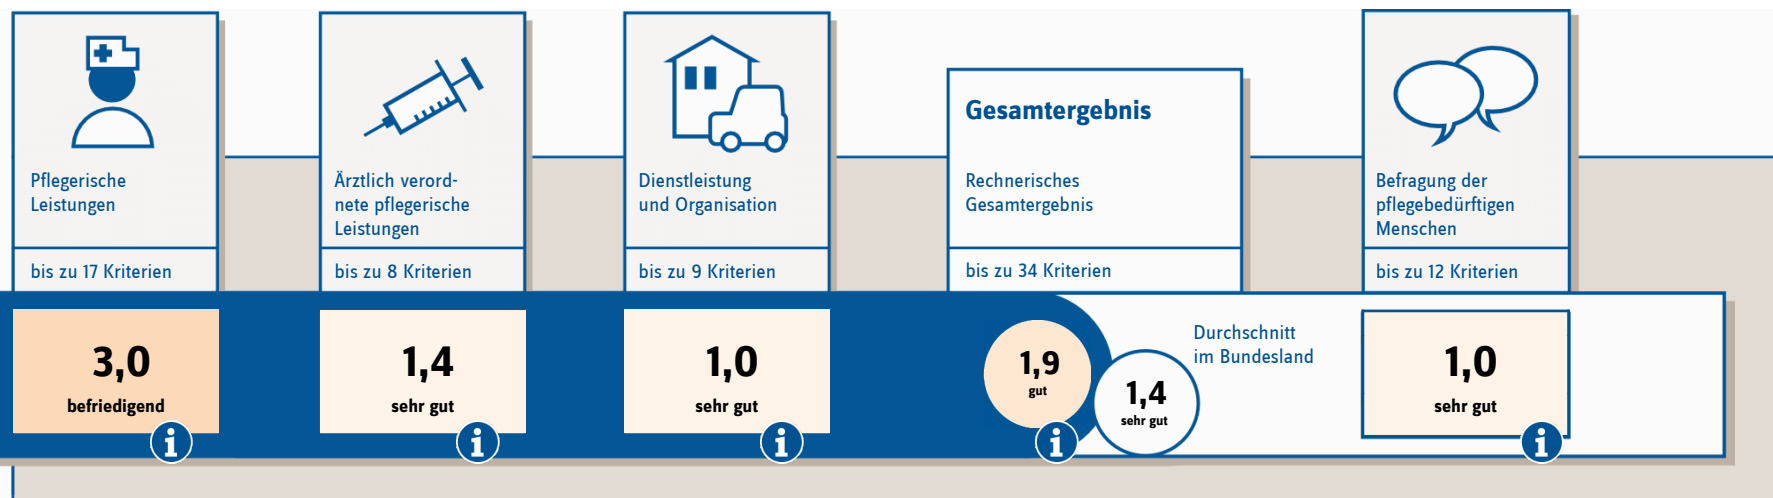 Pflegerische
Leistungen
bis zu 17 Kriterien
3,0
befriedigend
i
Ärztlich verord-
nete pflegerische
Leistungen
bis zu 8 Kriterien
1,4
sehr gut
i
Dienstleistung
und Organisation
bis zu 9 Kriterien
1,0
sehr gut
i
Gesamtergebnis
Rechnerisches
Gesamtergebnis
bis zu 34 Kriterien
1,9
gut
i
1,4
sehr gut
Durchschnitt
im Bundesland
Befragung der
pflegebedürftigen
Menschen
bis zu 12 Kriterien
1,0
sehr gut
i